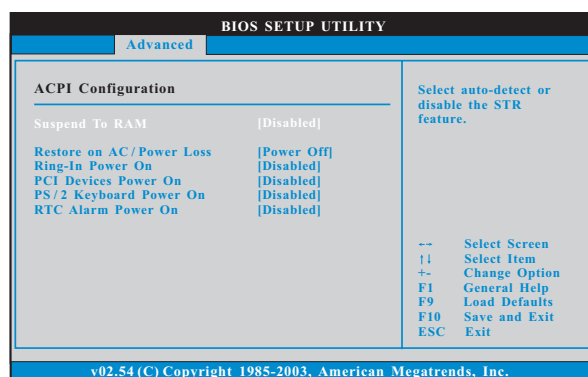 BIOS SETUP UTILITY
Advanced
ACPI Configuration
Suspend To RAM [Disabled]
Restore on AC / Power Loss [Power Off]
Ring-In Power On [Disabled]
PCI Devices Power On [Disabled]
PS / 2 Keyboard Power On [Disabled]
RTC Alarm Power On [Disabled]
Select auto-detect or
disable the STR
feature.
←→ Select Screen
↑↓ Select Item
+- Change Option
F1 General Help
F9 Load Defaults
F10 Save and Exit
ESC Exit
v02.54 (C) Copyright 1985-2003, American Megatrends, Inc.